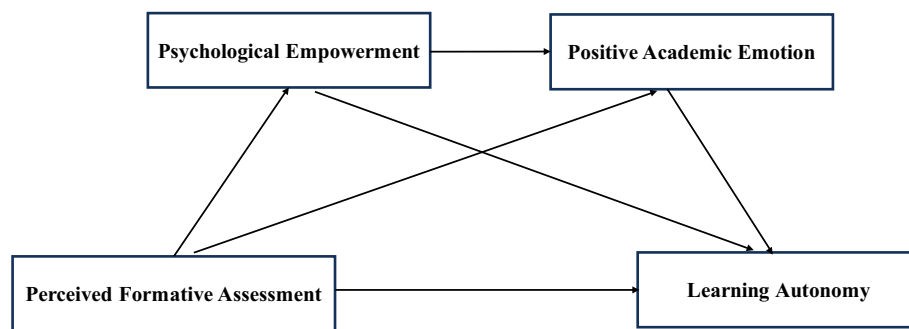 Psychological Empowerment
Positive Academic Emotion
Perceived Formative Assessment
Learning Autonomy